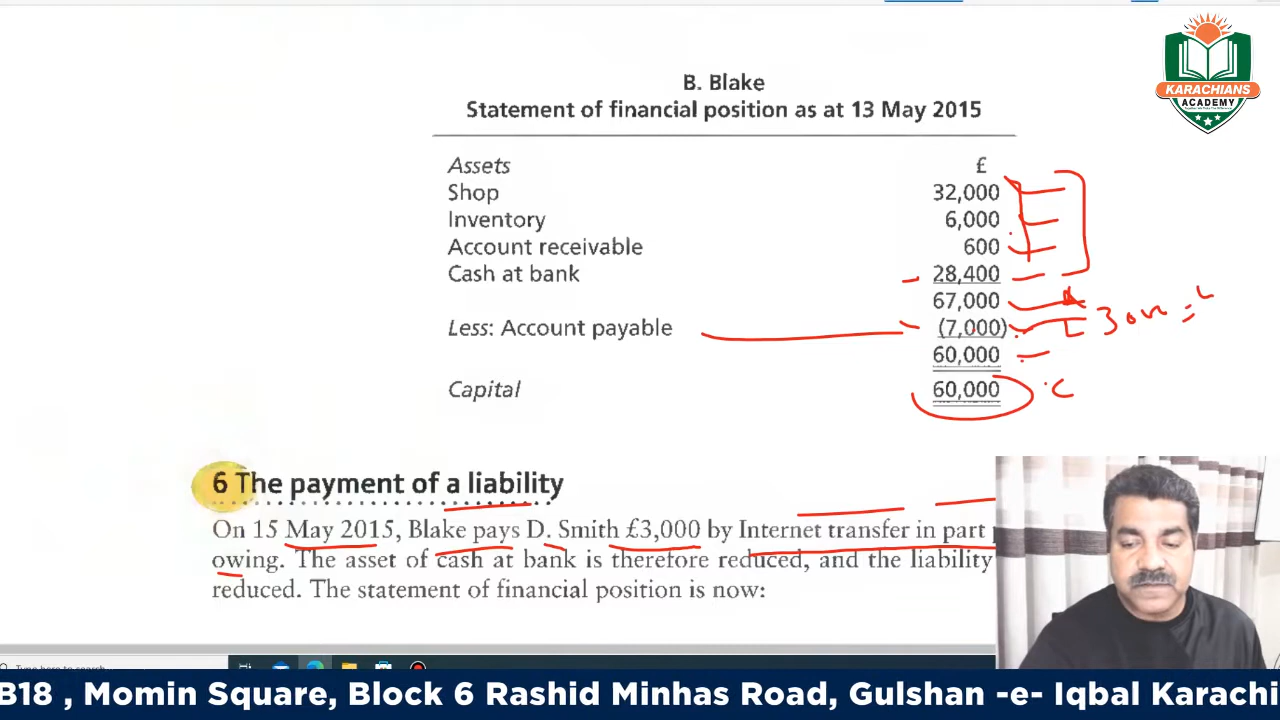 KARACHIANS
ACADEMY
B. Blake
Statement of financial position as at 13 May 2015
Assets £
Shop 32,000
Inventory 6,000
Account receivable 600
Cash at bank 28,400
67,000
Less: Account payable (7,000)
60,000
Capital 60,000 C
6 The payment of a liability
On 15 May 2015, Blake pays D. Smith £3,000 by Internet transfer in part
owing. The asset of cash at bank is therefore reduced, and the liability
reduced. The statement of financial position is now:
Type here to search
B18 , Momin Square, Block 6 Rashid Minhas Road, Gulshan -e- Iqbal Karachi